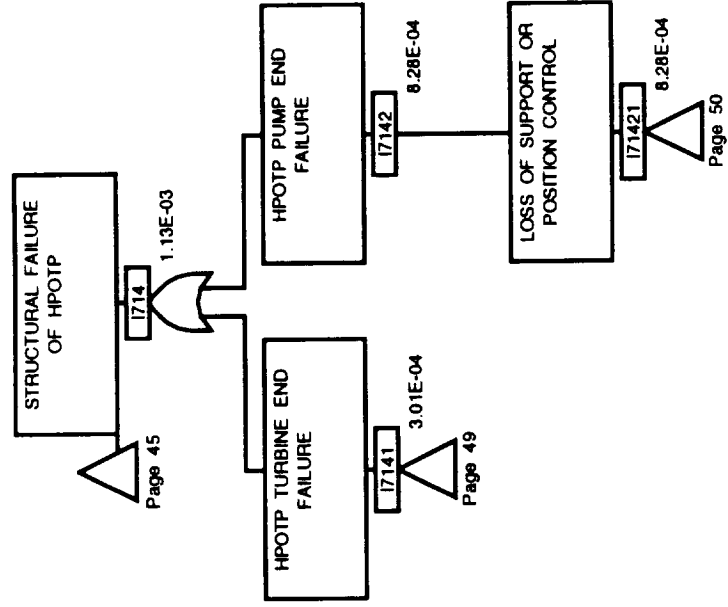 STRUCTURAL FAILURE
OF HPOTP
I714
1.13E-03
Page 45
HPOTP TURBINE END
FAILURE
I7141
3.01E-04
Page 49
HPOTP PUMP END
FAILURE
I7142
8.28E-04
LOSS OF SUPPORT OR
POSITION CONTROL
I71421
8.28E-04
Page 50